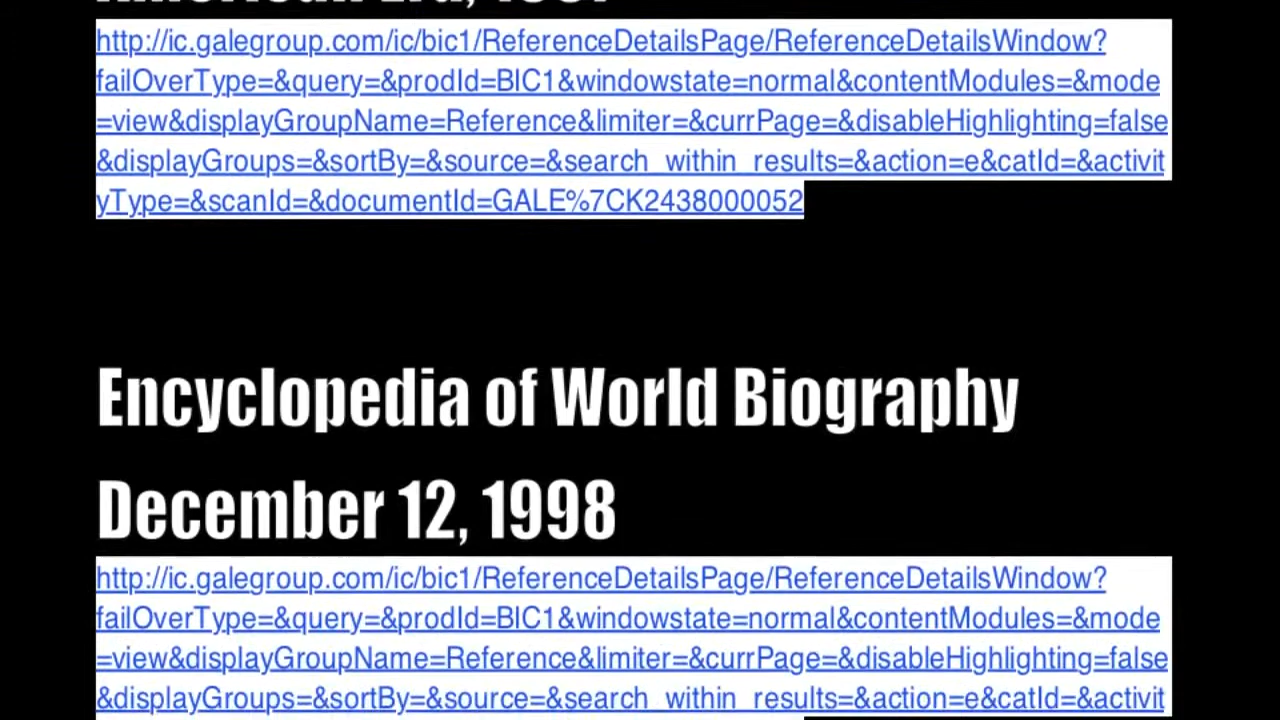 http://ic.galegroup.com/ic/bic1/ReferenceDetailsPage/ReferenceDetailsWindow?
failOverType=&query=&prodId=BIC1&windowstate=normal&contentModules=&mode
=view&displayGroupName=Reference&limiter=&currPage=&disableHighlighting=false
&displayGroups=&sortBy=&source=&search_within_results=&action=e&catId=&activit
yType=&scanId=&documentId=GALE%7CK2438000052
Encyclopedia of World Biography
December 12, 1998
http://ic.galegroup.com/ic/bic1/ReferenceDetailsPage/ReferenceDetailsWindow?
failOverType=&query=&prodId=BIC1&windowstate=normal&contentModules=&mode
=view&displayGroupName=Reference&limiter=&currPage=&disableHighlighting=false
&displayGroups=&sortBy=&source=&search_within_results=&action=e&catId=&activit